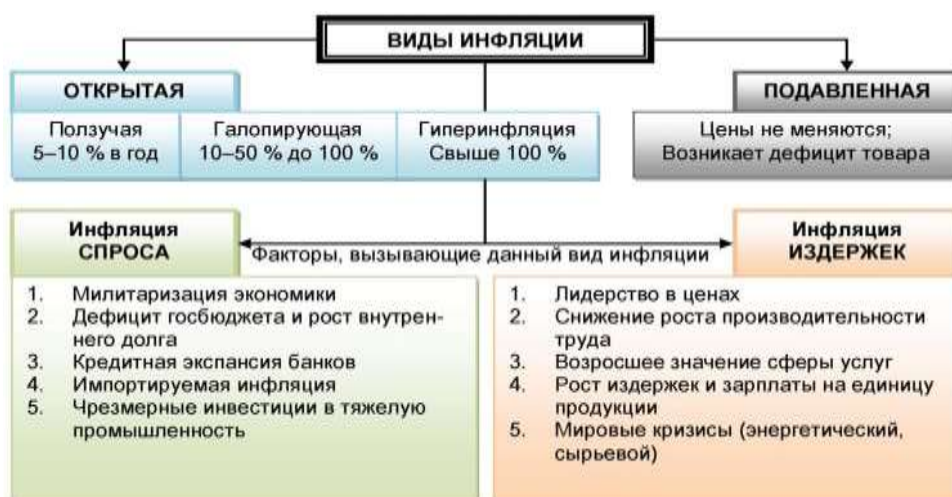 ВИДЫ ИНФЛЯЦИИ
ОТКРЫТАЯ
Ползучая
5–10 % в год
Галопирующая
10–50 % до 100 %
Гиперинфляция
Свыше 100 %
ПОДАВЛЕННАЯ
Цены не меняются;
Возникает дефицит товара
Факторы, вызывающие данный вид инфляции
Инфляция
СПРОСА
1. Милитаризация экономики
2. Дефицит госбюджета и рост внутрен-
него долга
3. Кредитная экспансия банков
4. Импортируемая инфляция
5. Чрезмерные инвестиции в тяжелую
промышленность
Инфляция
ИЗДЕРЖЕК
1. Лидерство в ценах
2. Снижение роста производительности
труда
3. Возросшее значение сферы услуг
4. Рост издержек и зарплаты на единицу
продукции
5. Мировые кризисы (энергетический,
сырьевой)